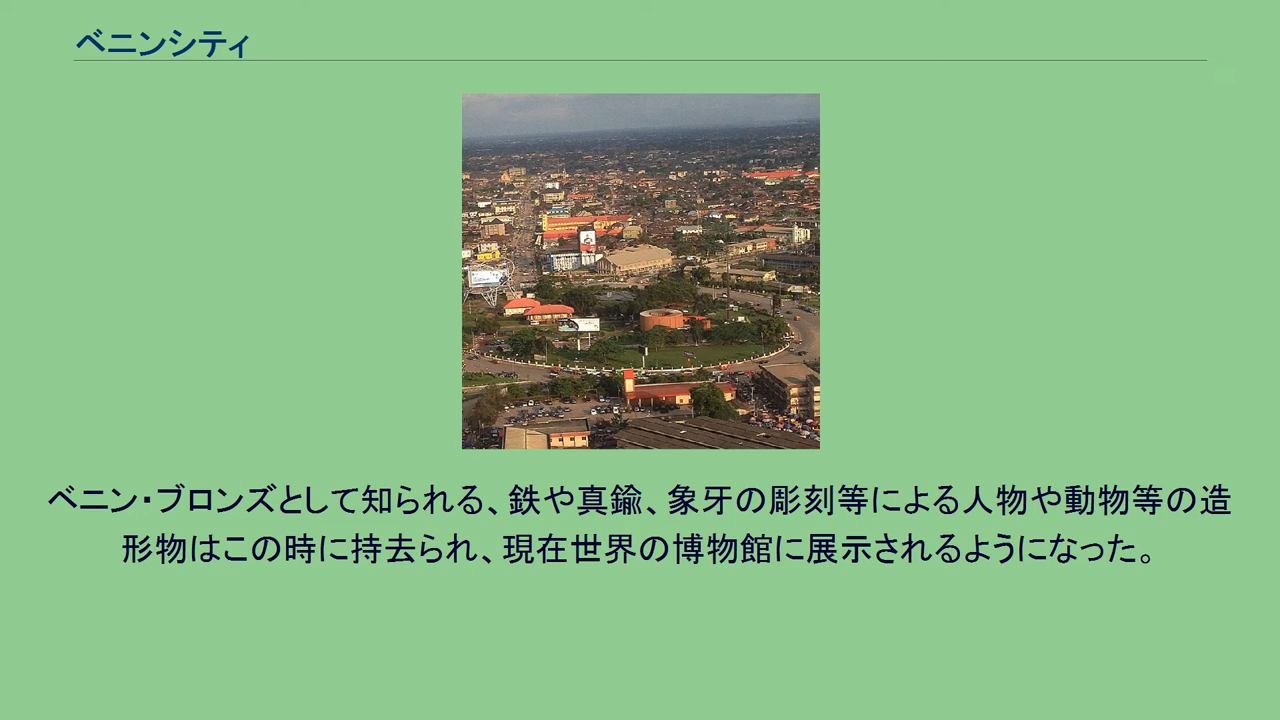 ベニンシティ
ベニン・ブロンズとして知られる、鉄や真鍮、象牙の彫刻等による人物や動物等の造
形物はこの時に持去られ、現在世界の博物館に展示されるようになった。